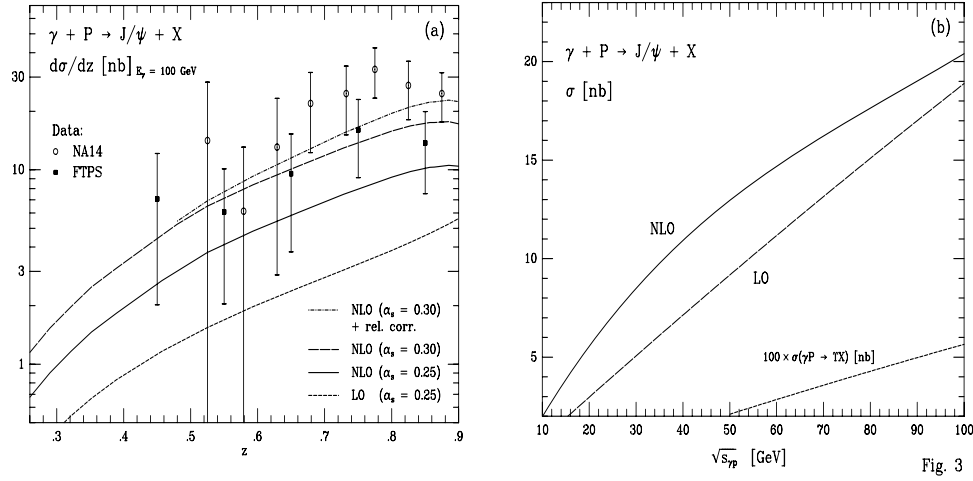 (a)
γ + P → J/ψ + X
dσ/dz [nb] E_γ = 100 GeV
30
10
3
1
Data:
NA14
FTPS
NLO (α_s = 0.30)
+ rel. corr.
NLO (α_s = 0.30)
NLO (α_s = 0.25)
LO (α_s = 0.25)
.3 .4 .5 .6 .7 .8 .9
z
(b)
γ + P → J/ψ + X
σ [nb]
20
15
10
5
NLO
LO
100 × σ(γP → ΥX) [nb]
10 20 30 40 50 60 70 80 90 100
√s_γp [GeV]
Fig. 3